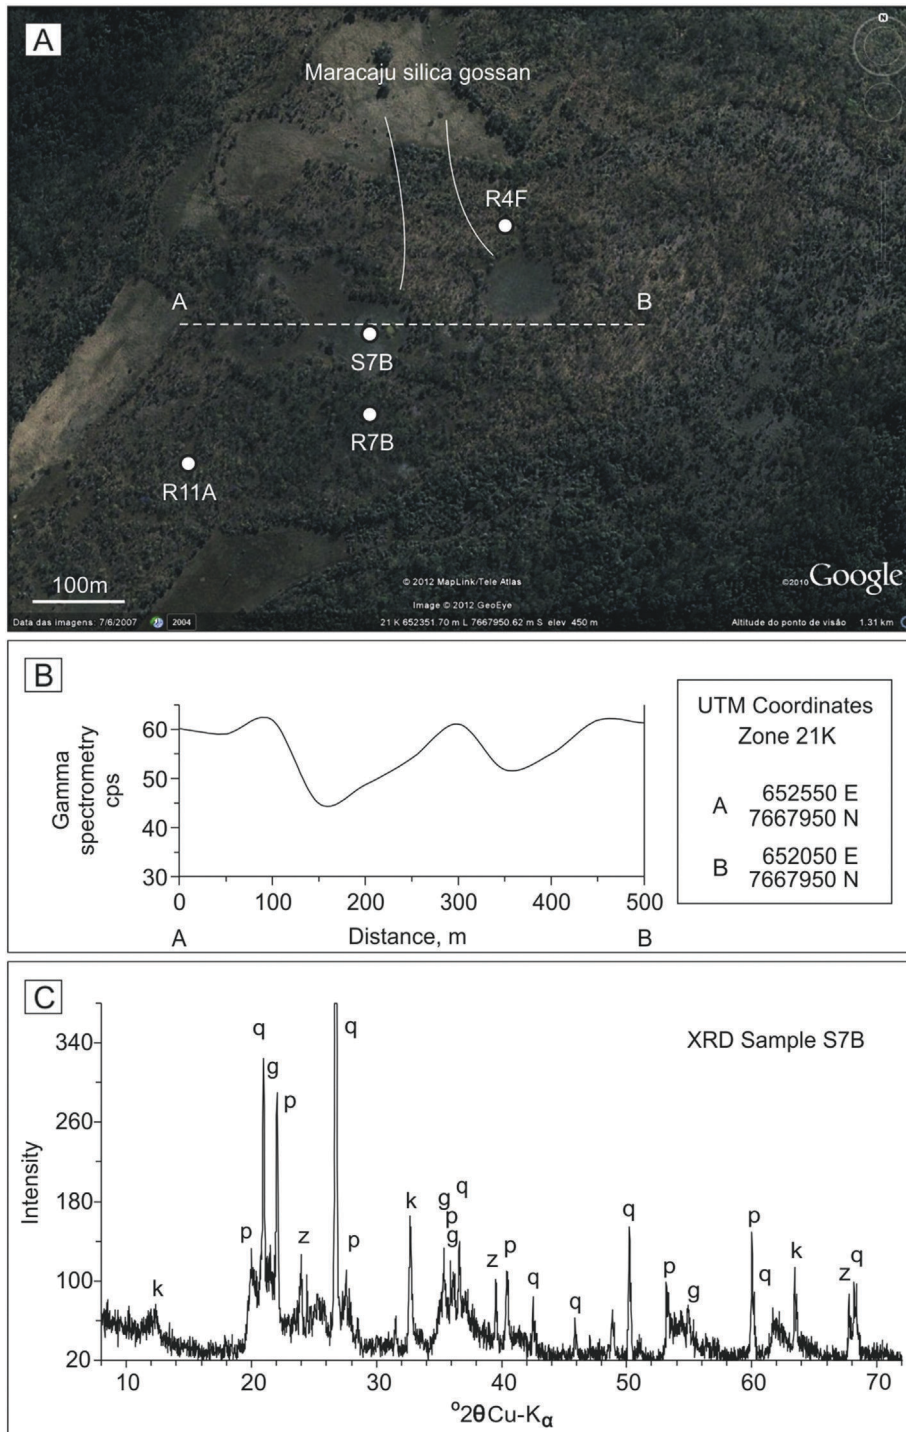 A
N
Maracaju silica gossan
R4F
A
B
S7B
R7B
R11A
100m
© 2012 MapLink/Tele Atlas
©2010 Google
Image © 2012 GeoEye
Data das imagens: 7/6/2007
2004
21 K 652351.70 m L 7667950.62 m S elev 450 m
Altitude do ponto de visão 1.31 km
B
Gamma
spectrometry
cps
60
50
40
30
0 100 200 300 400 500
A Distance, m B
UTM Coordinates
Zone 21K
A 652550 E
7667950 N
B 652050 E
7667950 N
C
XRD Sample S7B
Intensity
340
260
180
100
20
k
p
q
g
p
z
q
p
k
g
p
g
q
z
p
q
q
q
p
g
p
q
k
z
q
10 20 30 40 50 60 70
°2θCu-Kα